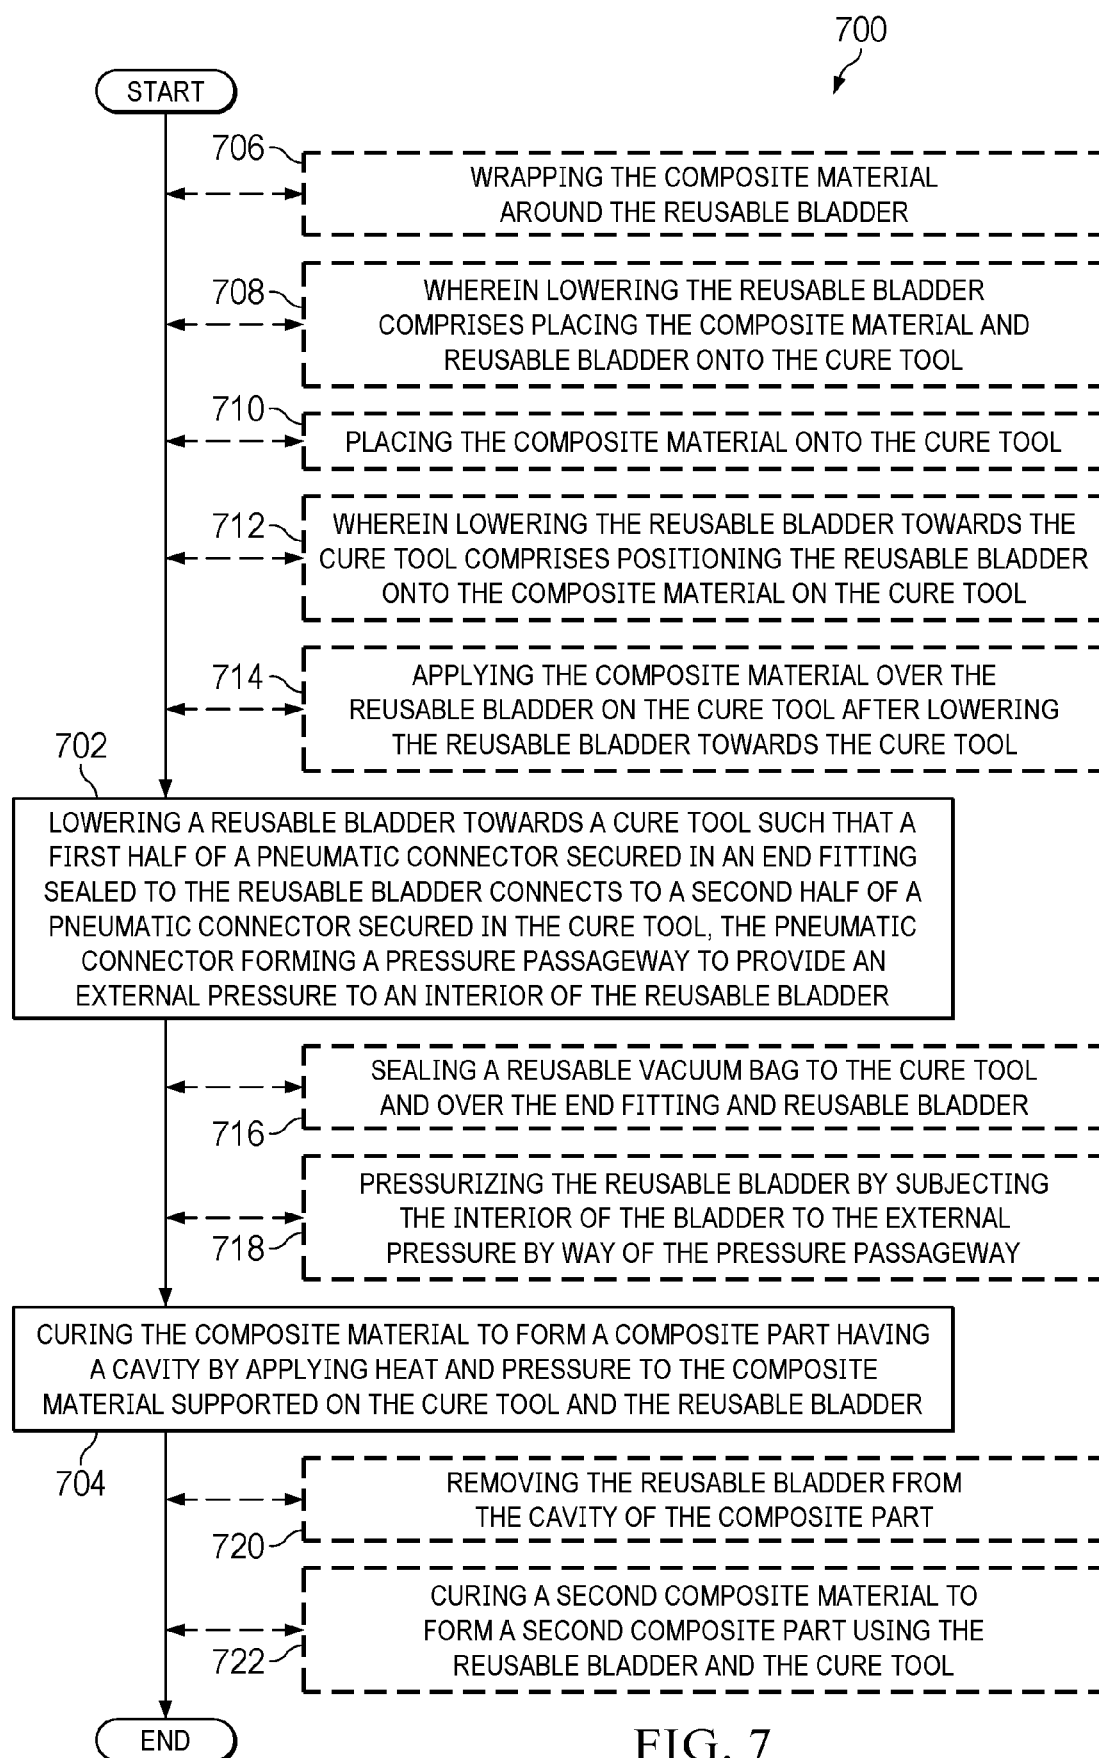 700
START
706
WRAPPING THE COMPOSITE MATERIAL
AROUND THE REUSABLE BLADDER
708
WHEREIN LOWERING THE REUSABLE BLADDER
COMPRISES PLACING THE COMPOSITE MATERIAL AND
REUSABLE BLADDER ONTO THE CURE TOOL
710
PLACING THE COMPOSITE MATERIAL ONTO THE CURE TOOL
712
WHEREIN LOWERING THE REUSABLE BLADDER TOWARDS THE
CURE TOOL COMPRISES POSITIONING THE REUSABLE BLADDER
ONTO THE COMPOSITE MATERIAL ON THE CURE TOOL
714
APPLYING THE COMPOSITE MATERIAL OVER THE
REUSABLE BLADDER ON THE CURE TOOL AFTER LOWERING
THE REUSABLE BLADDER TOWARDS THE CURE TOOL
702
LOWERING A REUSABLE BLADDER TOWARDS A CURE TOOL SUCH THAT A
FIRST HALF OF A PNEUMATIC CONNECTOR SECURED IN AN END FITTING
SEALED TO THE REUSABLE BLADDER CONNECTS TO A SECOND HALF OF A
PNEUMATIC CONNECTOR SECURED IN THE CURE TOOL, THE PNEUMATIC
CONNECTOR FORMING A PRESSURE PASSAGEWAY TO PROVIDE AN
EXTERNAL PRESSURE TO AN INTERIOR OF THE REUSABLE BLADDER
SEALING A REUSABLE VACUUM BAG TO THE CURE TOOL
AND OVER THE END FITTING AND REUSABLE BLADDER
716
PRESSURIZING THE REUSABLE BLADDER BY SUBJECTING
THE INTERIOR OF THE BLADDER TO THE EXTERNAL
PRESSURE BY WAY OF THE PRESSURE PASSAGEWAY
718
CURING THE COMPOSITE MATERIAL TO FORM A COMPOSITE PART HAVING
A CAVITY BY APPLYING HEAT AND PRESSURE TO THE COMPOSITE
MATERIAL SUPPORTED ON THE CURE TOOL AND THE REUSABLE BLADDER
704
REMOVING THE REUSABLE BLADDER FROM
THE CAVITY OF THE COMPOSITE PART
720
CURING A SECOND COMPOSITE MATERIAL TO
FORM A SECOND COMPOSITE PART USING THE
REUSABLE BLADDER AND THE CURE TOOL
722
END
FIG. 7